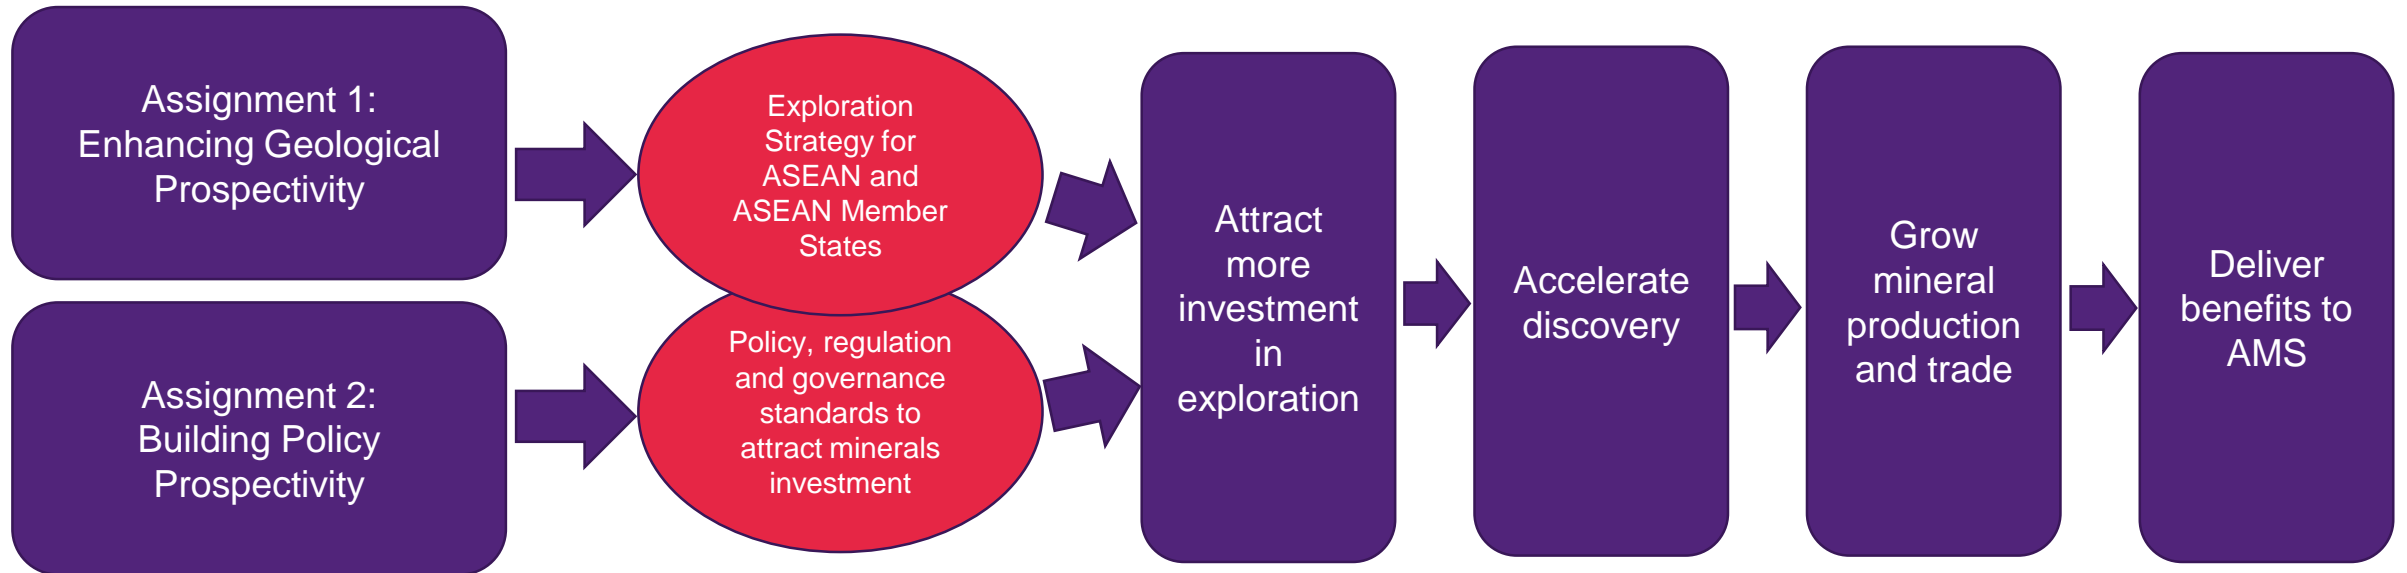 Assignment 1:
Enhancing Geological
Prospectivity
Exploration
Strategy for
ASEAN and
ASEAN Member
States
Assignment 2:
Building Policy
Prospectivity
Policy, regulation
and governance
standards to
attract minerals
investment
Attract
more
investment
in
exploration
Accelerate
discovery
Grow
mineral
production
and trade
Deliver
benefits to
AMS